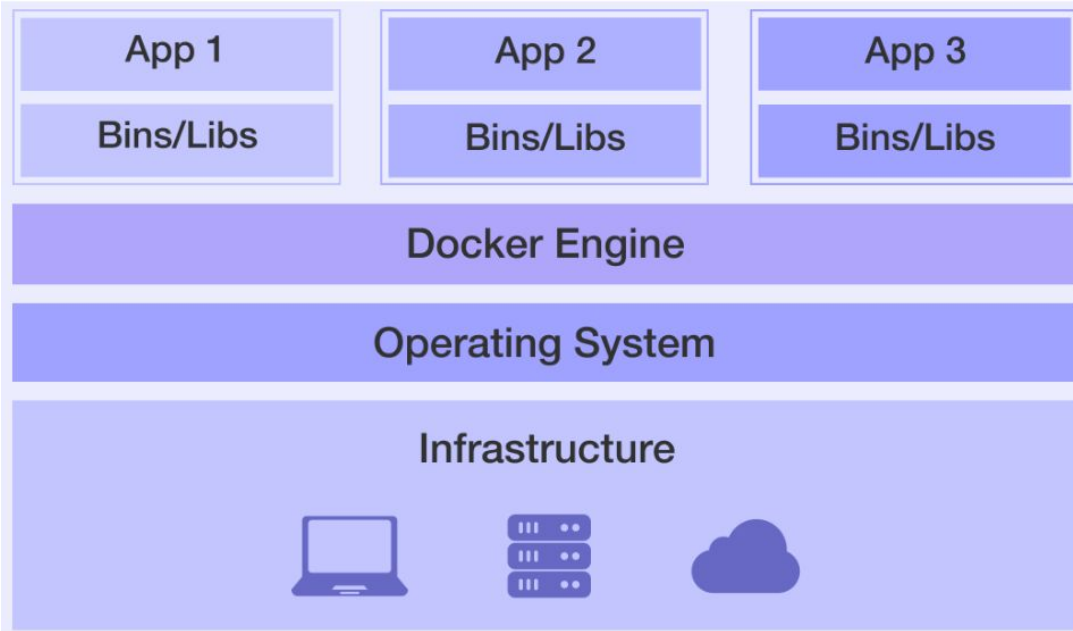 App 1
App 2
App 3
Bins/Libs
Bins/Libs
Bins/Libs
Docker Engine
Operating System
Infrastructure